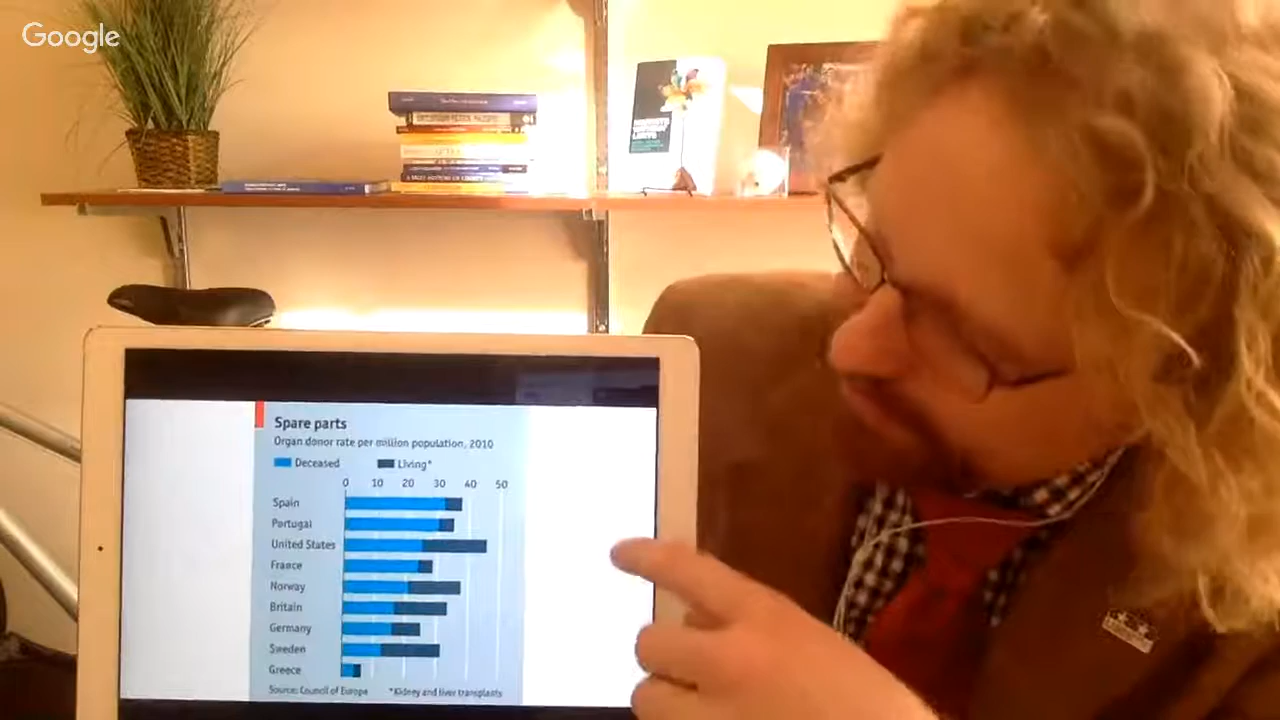 Google
Spare parts
Organ donor rate per million population, 2010
Deceased Living*
0 10 20 30 40 50
Spain
Portugal
United States
France
Norway
Britain
Germany
Sweden
Greece
Source: Council of Europe *Kidney and liver transplants